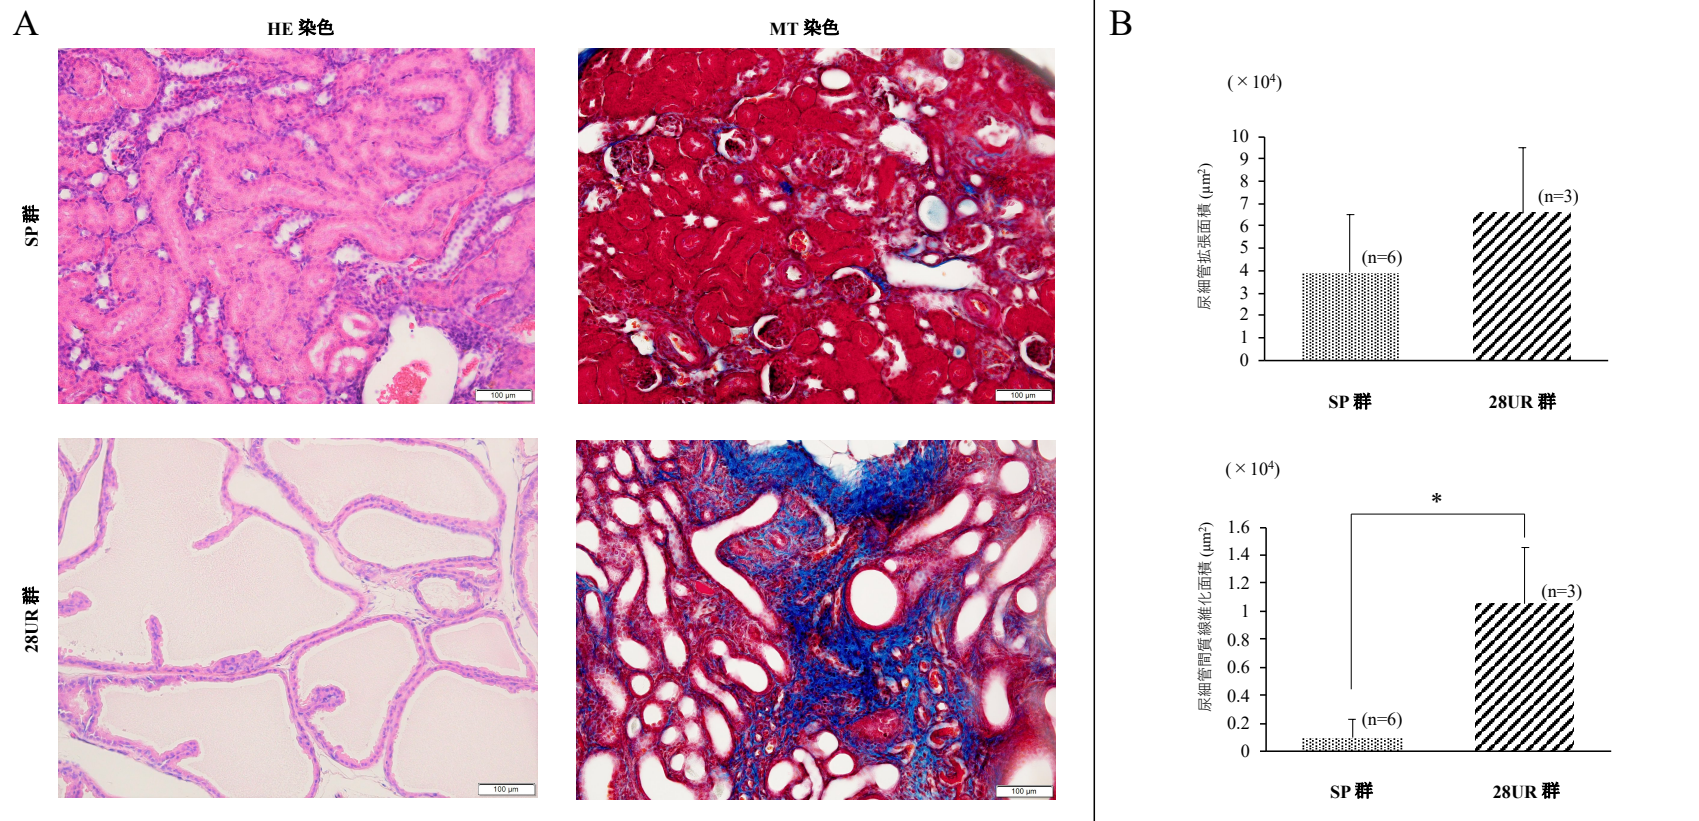 A
HE 染色
MT 染色
SP 群
100 µm
100 µm
28UR 群
100 µm
100 µm
B
(×10⁴)
尿細管拡張面積 (µm²)
10
9
8
7
6
5
4
3
2
1
0
(n=6)
(n=3)
SP 群
28UR 群
(×10⁴)
*
尿細管間質線維化面積 (µm²)
1.6
1.4
1.2
1
0.8
0.6
0.4
0.2
0
(n=6)
(n=3)
SP 群
28UR 群